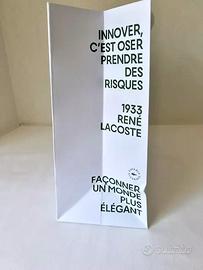 INNOVER,
C'EST OSER
PRENDRE
DES
RISQUES
1933
RENÉ
LACOSTE
FAÇONNER
UN MONDE
PLUS
ÉLÉGANT